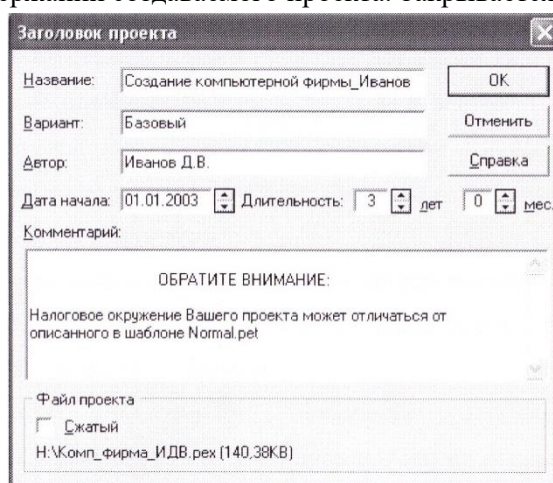 Заголовок проекта
Название: Создание компьютерной фирмы_Иванов OK
Вариант: Базовый Отменить
Автор: Иванов Д.В. Справка
Дата начала: 01.01.2003 Длительность: 3 лет 0 мес.
Комментарий:
ОБРАТИТЕ ВНИМАНИЕ:
Налоговое окружение Вашего проекта может отличаться от
описанного в шаблоне Normal.pet
Файл проекта
Сжатый
H:\Комп_фирма_ИДВ.pex (140,38KB)